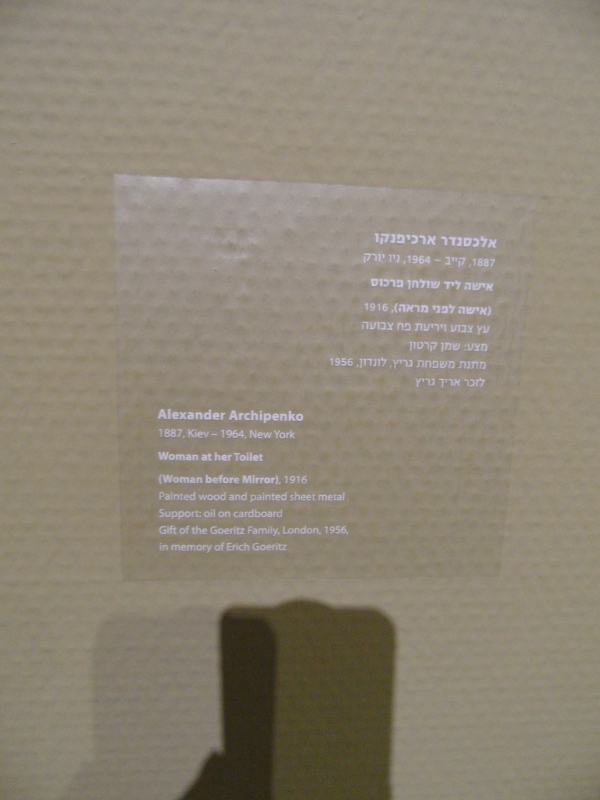 אלכסנדר ארכיפנקו
1887, קייב – 1964, ניו יורק
אישה ליד שולחן פרכוס
(אישה לפני מראה), 1916
עץ צבוע ויריעת פח צבועה
מצע: שמן קרטון
מתנת משפחת גריץ, לונדון, 1956
לזכר אריך גריץ
Alexander Archipenko
1887, Kiev – 1964, New York
Woman at her Toilet
(Woman before Mirror), 1916
Painted wood and painted sheet metal
Support: oil on cardboard
Gift of the Goeritz Family, London, 1956,
in memory of Erich Goeritz